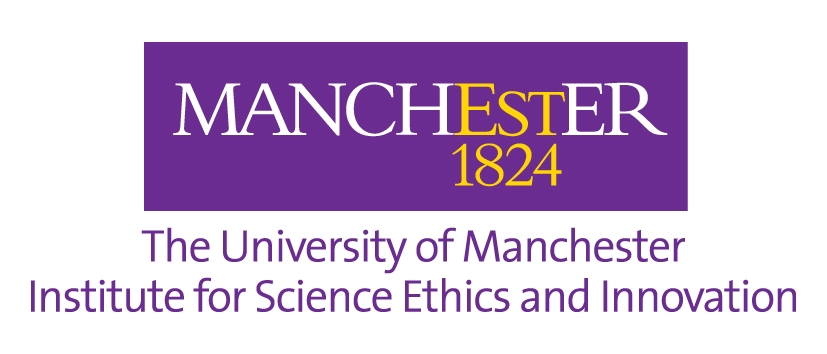 MANCHESTER
1824
The University of Manchester
Institute for Science Ethics and Innovation